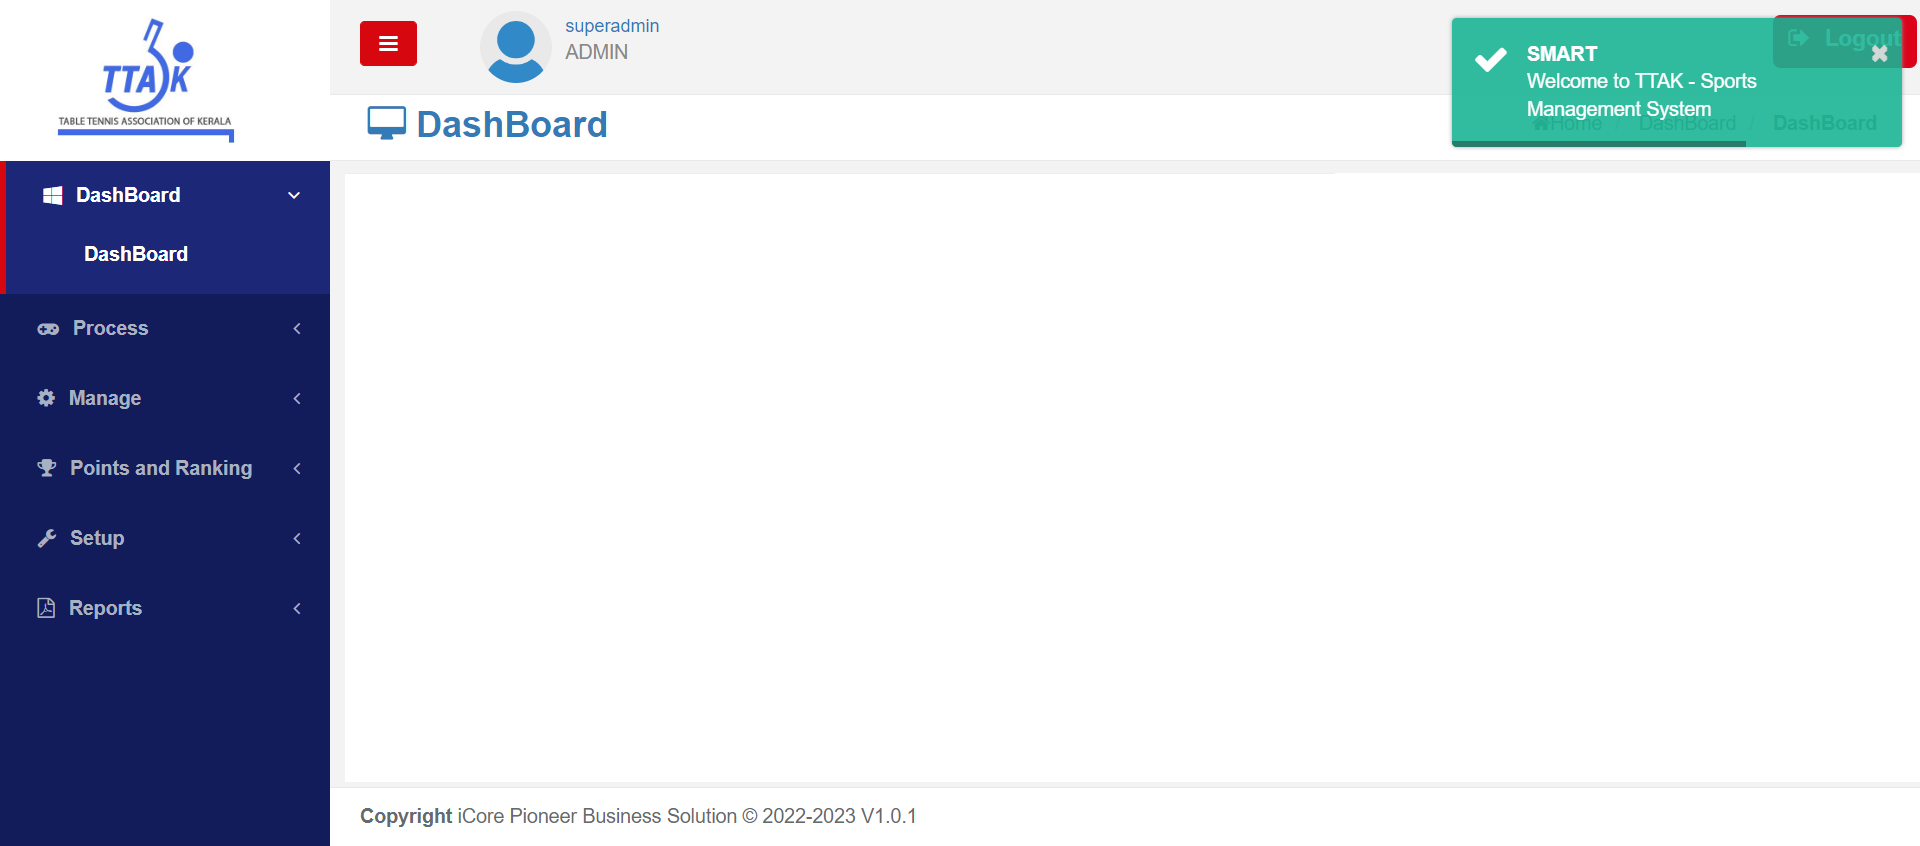 TTAK
TABLE TENNIS ASSOCIATION OF KERALA
superadmin
ADMIN
Logout
SMART
Welcome to TTAK - Sports
Management System
DashBoard
Home / DashBoard / DashBoard
DashBoard
DashBoard
Process
Manage
Points and Ranking
Setup
Reports
Copyright iCore Pioneer Business Solution © 2022-2023 V1.0.1